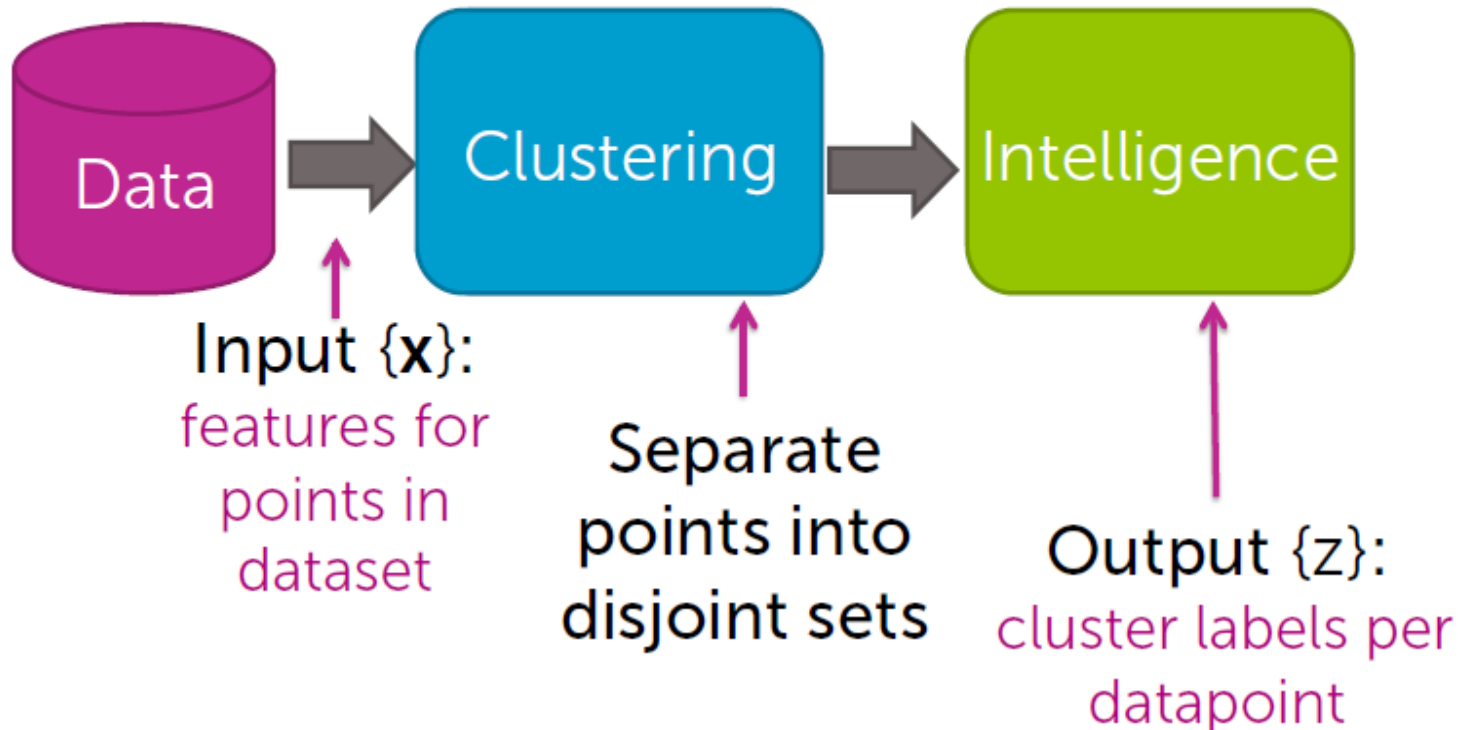 Data
Clustering
Intelligence
Input {x}:
features for
points in
dataset
Separate
points into
disjoint sets
Output {z}:
cluster labels per
datapoint